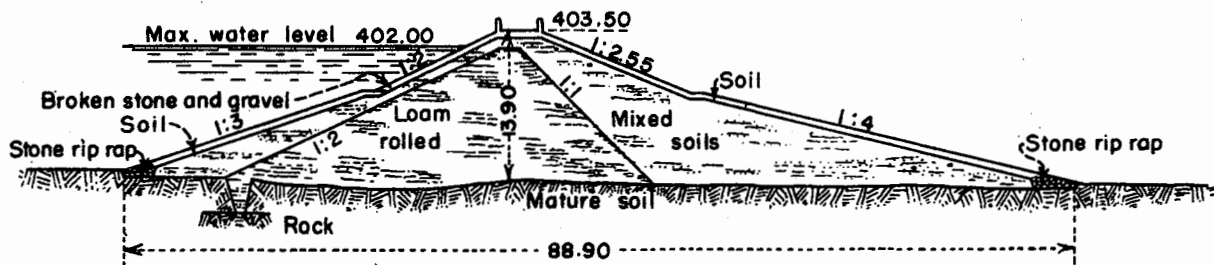 403.50
Max. water level 402.00
1:2
1:2.55
Broken stone and gravel
Soil
Soil
1:3
1:1
Loam
rolled
13.90
Mixed
soils
1:4
Stone rip rap
1:2
Stone rip rap
Mature soil
Rock
88.90